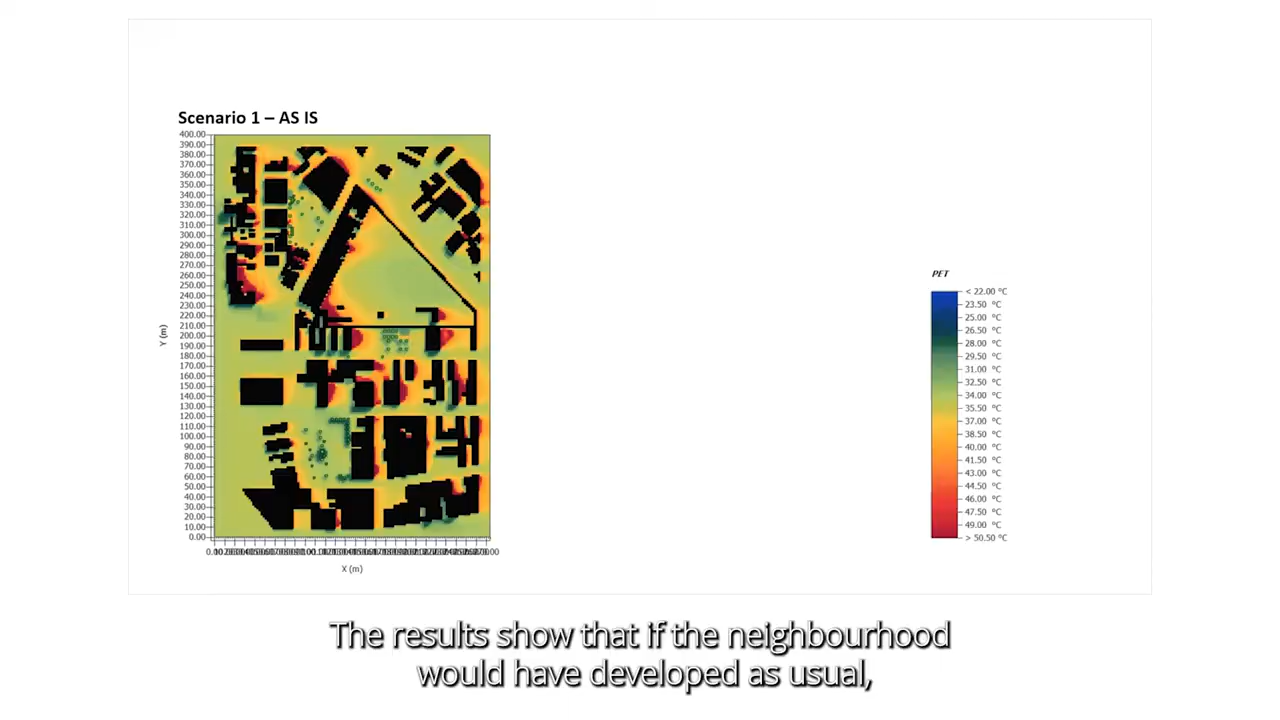 Scenario 1 – AS IS
400.00
390.00
380.00
370.00
360.00
350.00
340.00
330.00
320.00
310.00
300.00
290.00
280.00
270.00
260.00
250.00
240.00
230.00
220.00
210.00
200.00
190.00
180.00
170.00
160.00
150.00
140.00
130.00
120.00
110.00
100.00
90.00
80.00
70.00
60.00
50.00
40.00
30.00
20.00
10.00
0.00
Y (m)
X (m)
PET
< 22.00 °C
23.50 °C
25.00 °C
26.50 °C
28.00 °C
29.50 °C
31.00 °C
32.50 °C
34.00 °C
35.50 °C
37.00 °C
38.50 °C
40.00 °C
41.50 °C
43.00 °C
44.50 °C
46.00 °C
47.50 °C
49.00 °C
> 50.50 °C
The results show that if the neighbourhood
would have developed as usual,